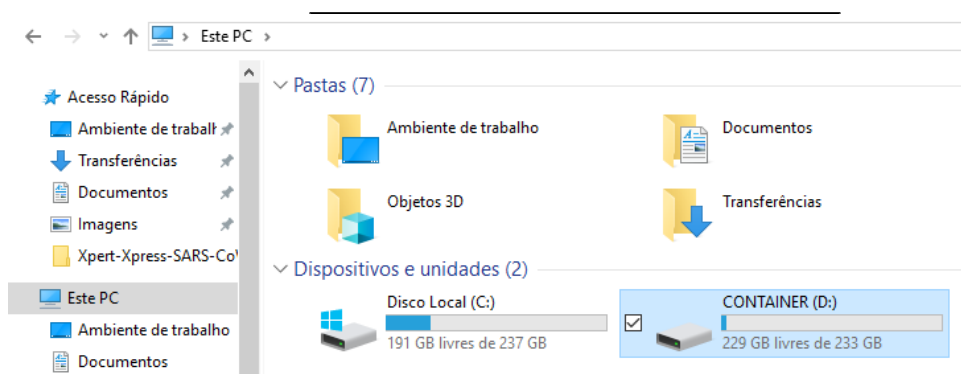 Este PC
Acesso Rápido
Ambiente de trabalh
Transferências
Documentos
Imagens
Xpert-Xpress-SARS-Co
Este PC
Ambiente de trabalho
Documentos
Pastas (7)
Ambiente de trabalho
Documentos
Objetos 3D
Transferências
Dispositivos e unidades (2)
Disco Local (C:)
191 GB livres de 237 GB
CONTAINER (D:)
229 GB livres de 233 GB